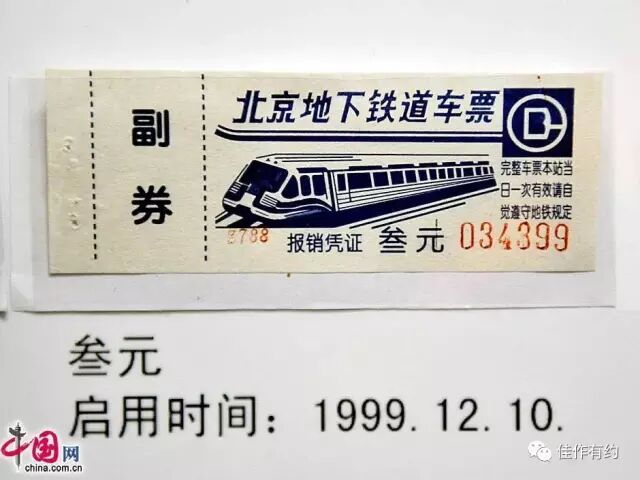 北京地下铁道车票
副券
完整车票本站当
日一次有效请自
觉遵守地铁规定
3788 报销凭证 叁元 034399
叁元
启用时间：1999.12.10.
中国网
china.com.cn
佳作有约